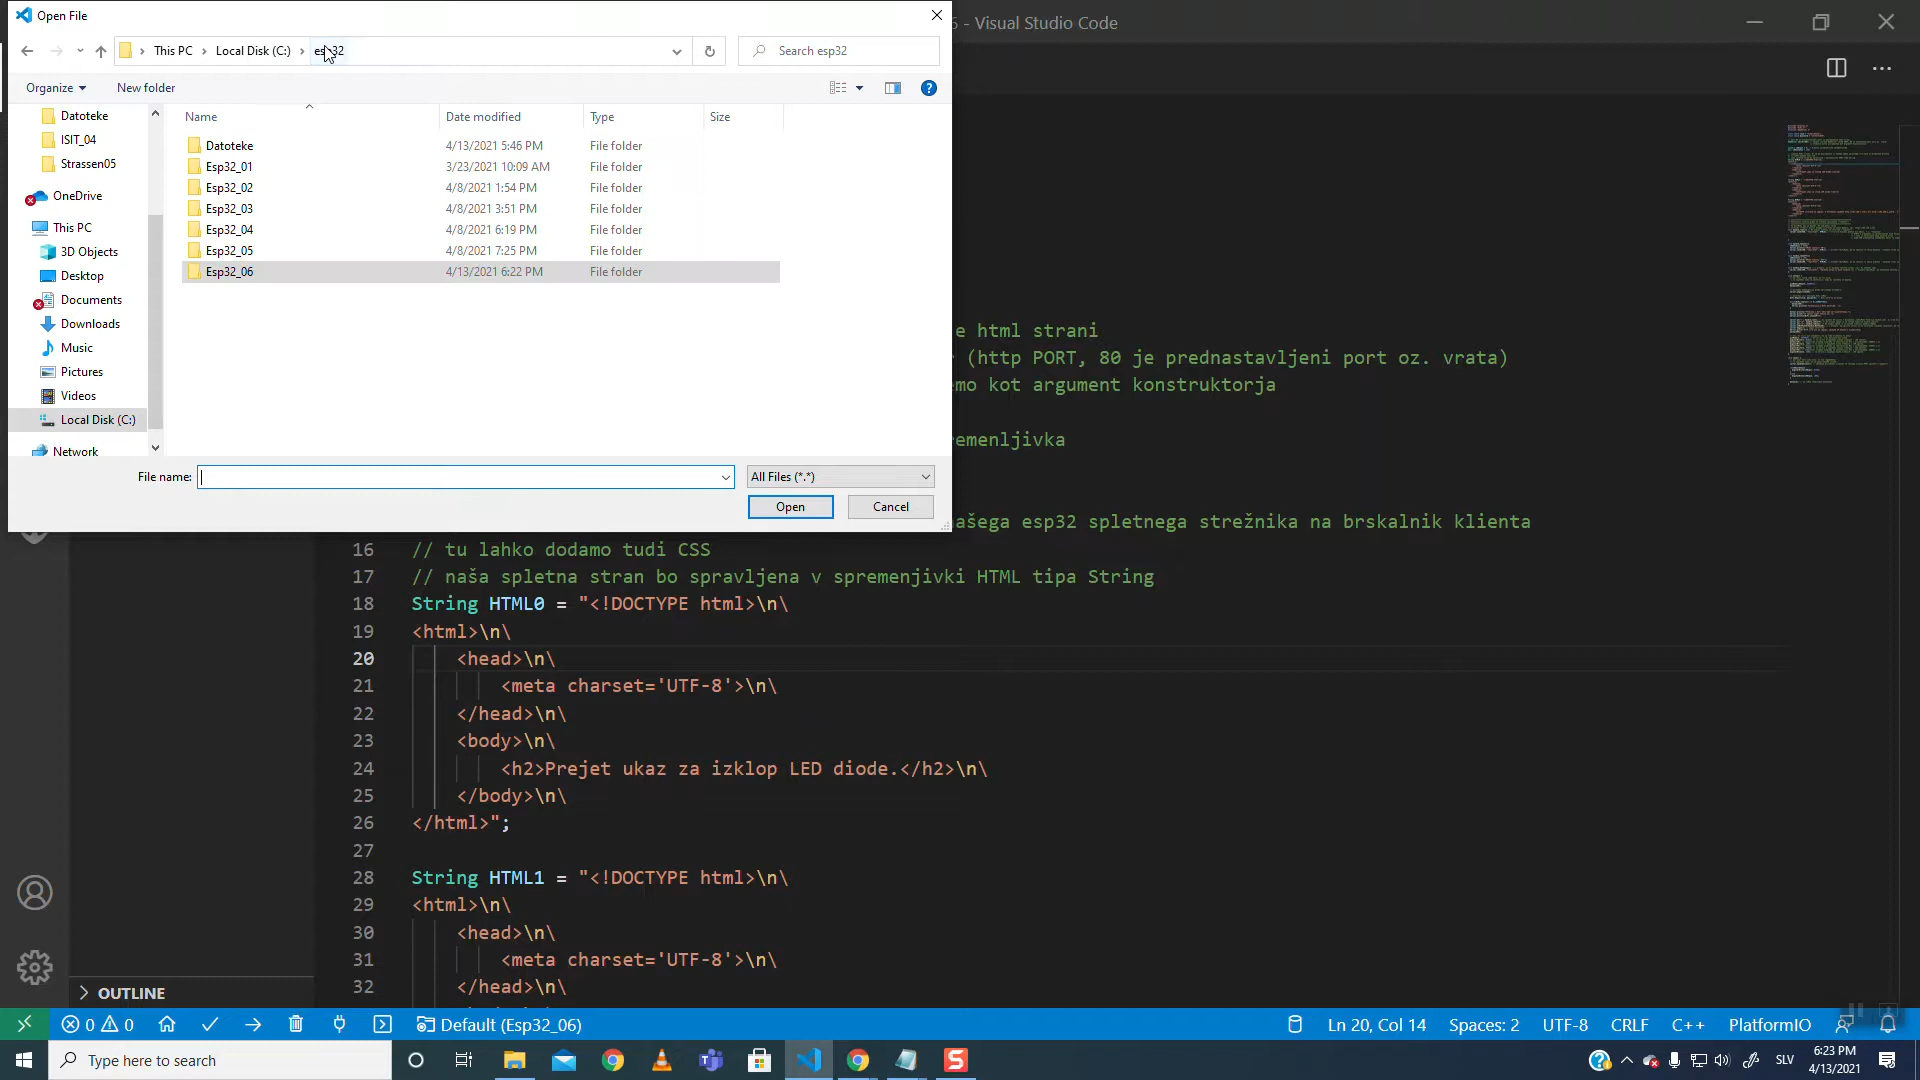 Open File
6 - Visual Studio Code
This PC
Local Disk (C:)
esp32
Search esp32
Organize
New folder
Name
Date modified
Type
Size
Datoteke
ISIT_04
Strassen05
OneDrive
This PC
3D Objects
Desktop
Documents
Downloads
Music
Pictures
Videos
Local Disk (C:)
Network
Datoteke 4/13/2021 5:46 PM File folder
Esp32_01 3/23/2021 10:09 AM File folder
Esp32_02 4/8/2021 1:54 PM File folder
Esp32_03 4/8/2021 3:51 PM File folder
Esp32_04 4/8/2021 6:19 PM File folder
Esp32_05 4/8/2021 7:25 PM File folder
Esp32_06 4/13/2021 6:22 PM File folder
File name:
All Files (*.*)
Open
Cancel
e html strani
(http PORT, 80 je prednastavljeni port oz. vrata)
mo kot argument konstruktorja
remenljivka
ašega esp32 spletnega strežnika na brskalnik klienta
16 // tu lahko dodamo tudi CSS
17 // naša spletna stran bo spravljena v spremenjivki HTML tipa String
18 String HTML0 = "<!DOCTYPE html>\n\
19 <html>\n\
20 <head>\n\
21 <meta charset='UTF-8'>\n\
22 </head>\n\
23 <body>\n\
24 <h2>Prejet ukaz za izklop LED diode.</h2>\n\
25 </body>\n\
26 </html>";
27
28 String HTML1 = "<!DOCTYPE html>\n\
29 <html>\n\
30 <head>\n\
31 <meta charset='UTF-8'>\n\
32 </head>\n\
OUTLINE
0 0 Default (Esp32_06) Ln 20, Col 14 Spaces: 2 UTF-8 CRLF C++ PlatformIO
Type here to search
SLV
6:23 PM
4/13/2021